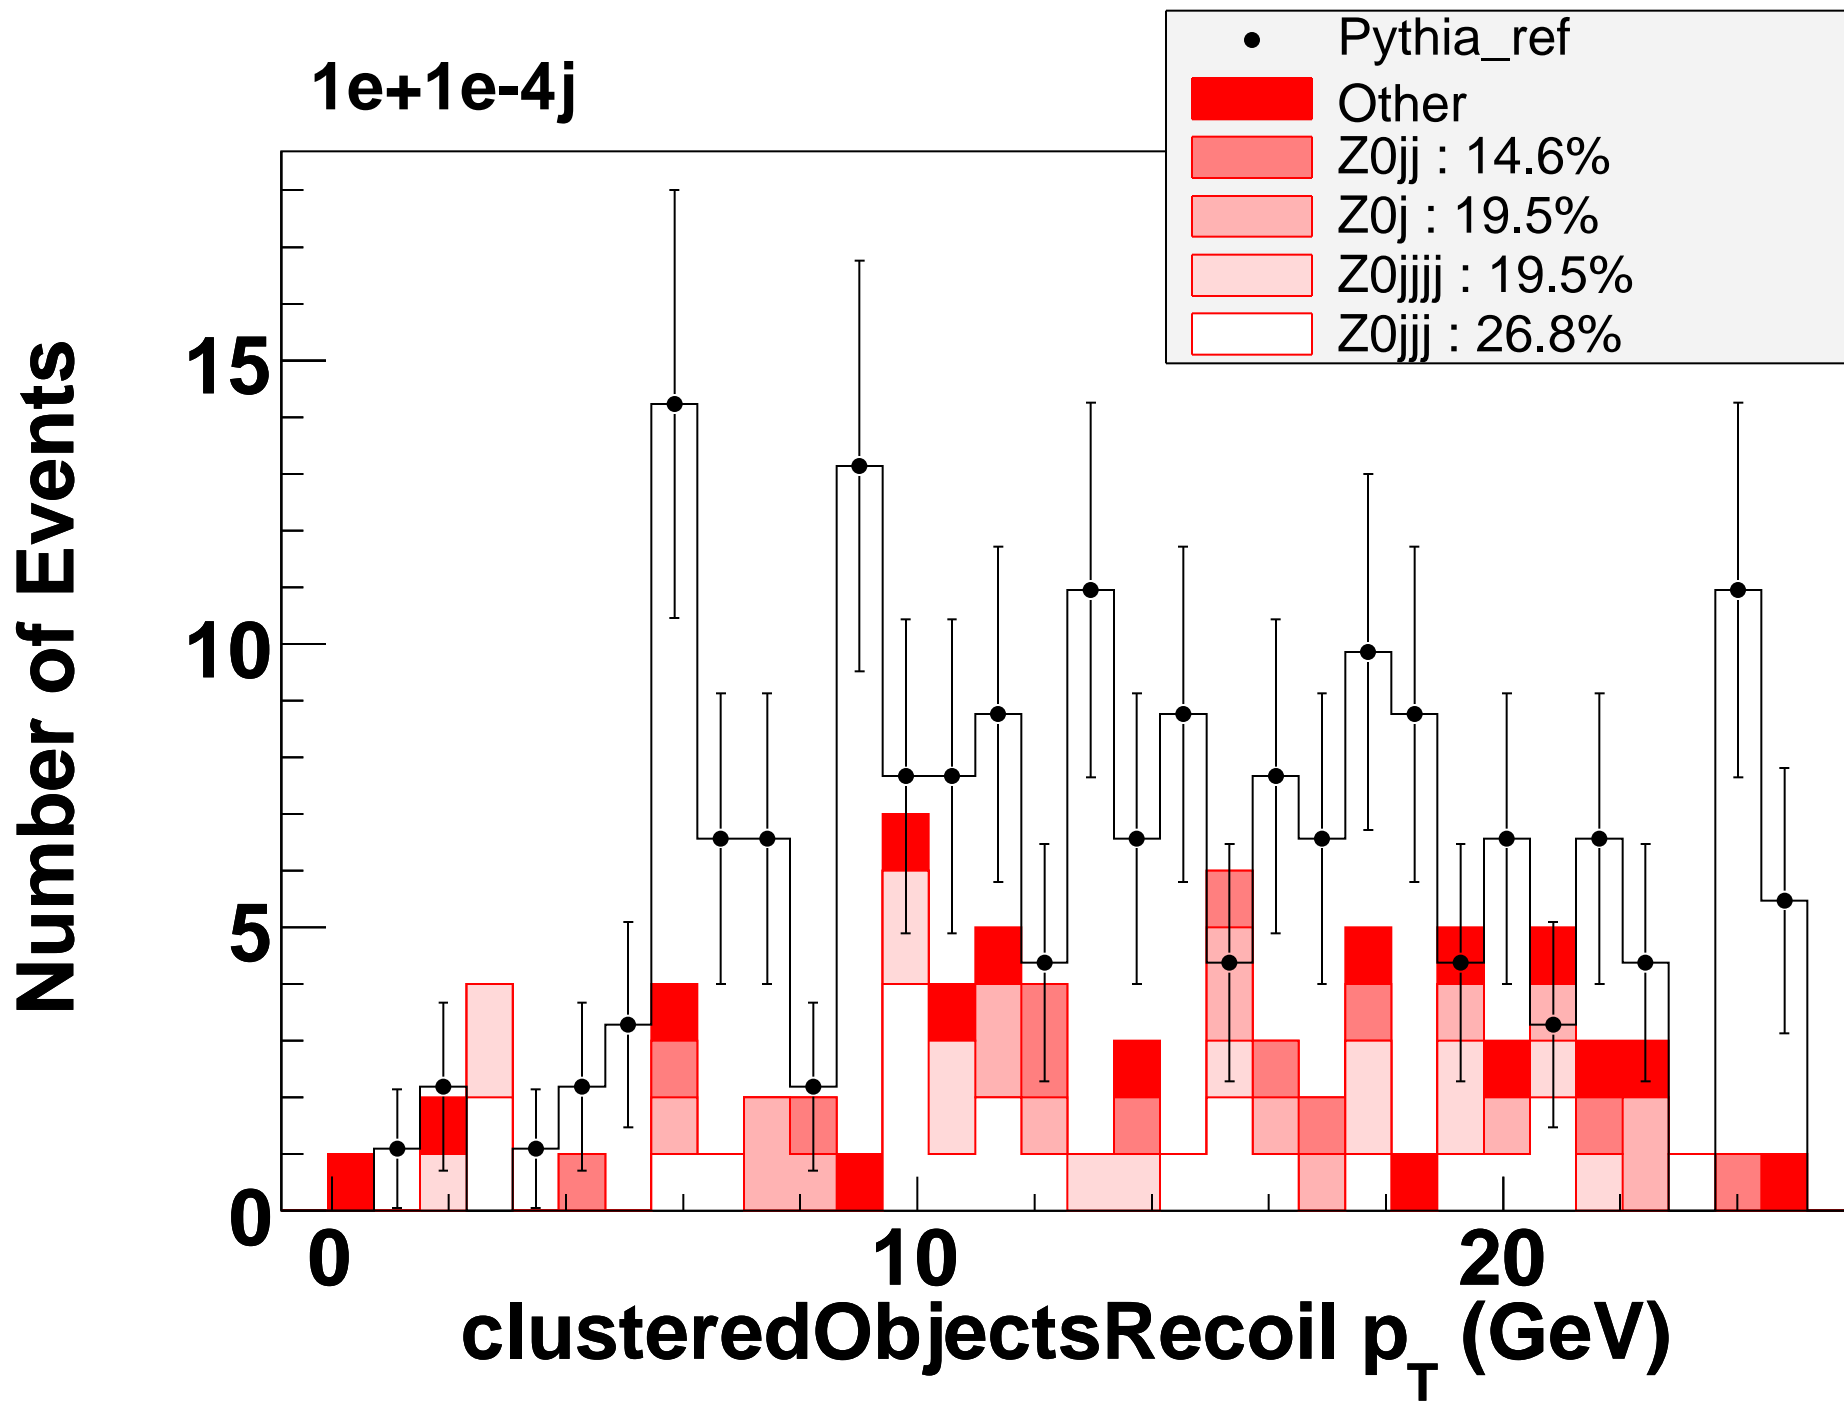 1e+1e-4j
Pythia_ref
Other
Z0jj : 14.6%
Z0j : 19.5%
Z0jjjj : 19.5%
Z0jjj : 26.8%
Number of Events
15
10
5
0
0 10 20
clusteredObjectsRecoil p_T (GeV)